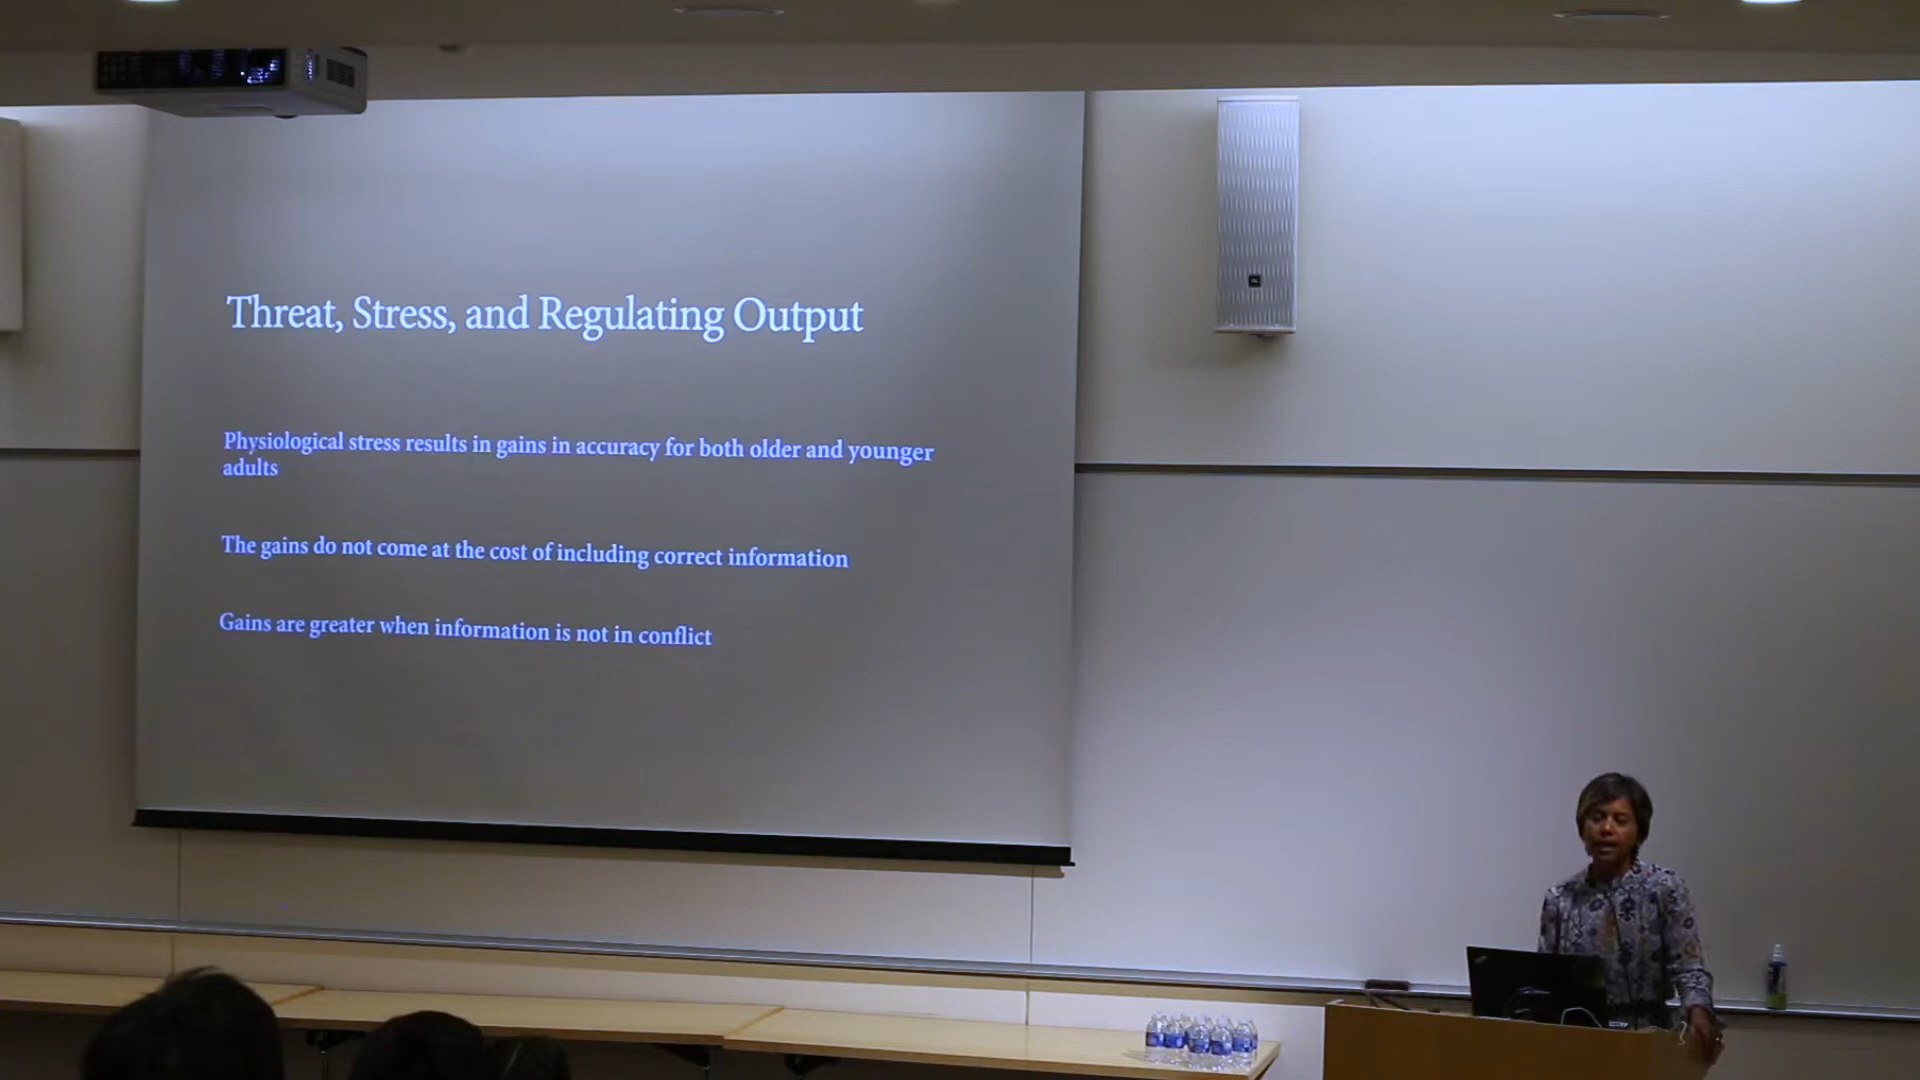 Threat, Stress, and Regulating Output
Physiological stress results in gains in accuracy for both older and younger
adults
The gains do not come at the cost of including correct information
Gains are greater when information is not in conflict